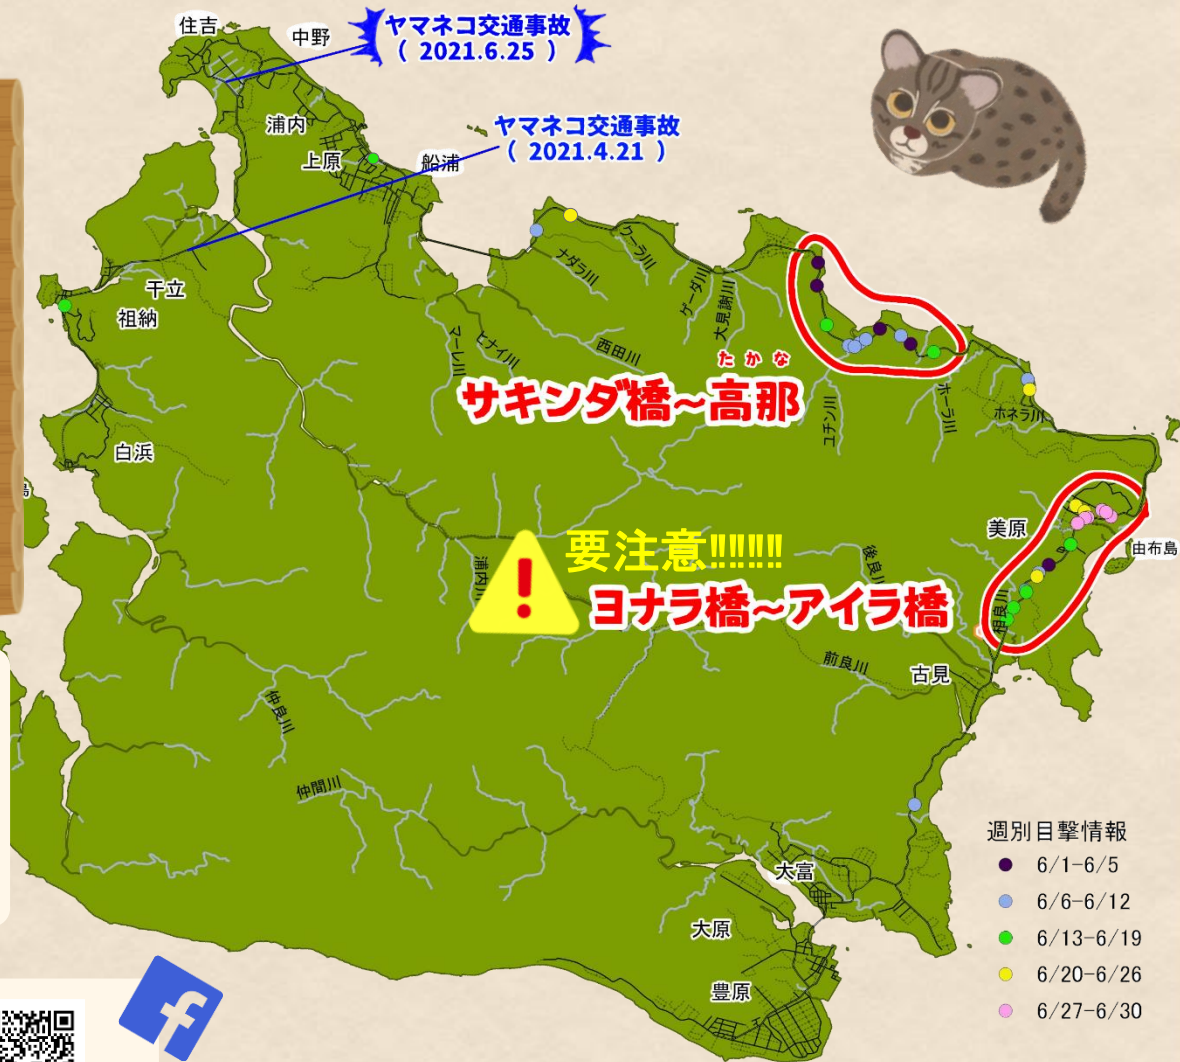 住吉
中野
ヤマネコ交通事故
( 2021.6.25 )
浦内
上原
船浦
ヤマネコ交通事故
( 2021.4.21 )
干立
祖納
白浜
島
ナダラ川
クーラ川
ゲーダ川
大見謝川
マーレ川
ヒナイ川
西田川
たかな
サキンダ橋~高那
ユチン川
ホーラ川
ホネラ川
美原
由布島
要注意!!!!!!!
ヨナラ橋~アイラ橋
浦内川
後良川
相良川
前良川
古見
仲良川
仲間川
大富
大原
豊原
週別目撃情報
6/1-6/5
6/6-6/12
6/13-6/19
6/20-6/26
6/27-6/30